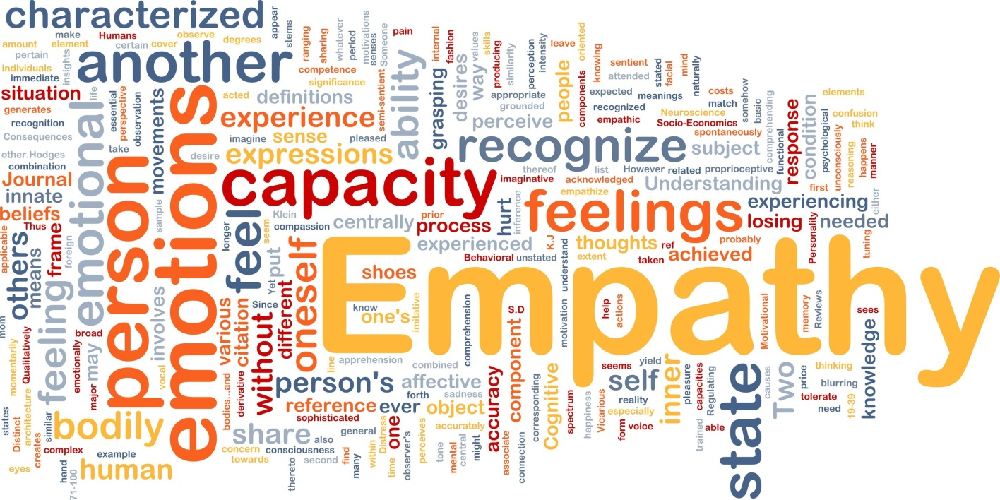 characterized
appear
stems
make
Humans
observe
degrees
amount
element
certain
cover
pertain
insights
individuals
immediate
another
ranging
sharing
whatever
period
motivations
senses
Someone
pain
competence
significance
semi-sentient
ability
internal
fashion
grasping
desires
way
values
skills
producing
similarity
perception
intensity
leave
oriented
people
components
knowing
sentient
attended
stated
facial
mind
naturally
appropriate
grounded
expected
meanings
recognized
empathic
costs
match
somehow
basic
comprehending
Neuroscience
Socio-Economics
spontaneously
functional
response
condition
psychological
elements
confusion
think
unconsciously
reasoning
happens
manner
situation
life
generates
recognition
Consequences
essential
perspective
observation
movements
take
acted
definitions
experience
imagine
sense
pleased
expressions
desire
emotions
perceive
recognize
subject
other.Hodges
combination
Journal
innate
beliefs
emotional
person
sample
capacity
imaginative
thereof
list
However
related
proprioceptive
acknowledged
Understanding
empathize
first
either
feelings
experiencing
losing
needed
applicable
Thus
others
means
frame
foreign
longer
feel
Klein
seem
compassion
centrally
prior
process
hurt
inference
experienced
K.J
thoughts
ref
probably
Personality
tuning
Behavioral
unstated
understand
extent
taken
achieved
Yet
put
oneself
Empathy
shoes
know
one's
imitative
mom
feeling
momentarily
Qualitatively
broad
emotionally
may
major
involves
vocal
various
citation
Since
without
different
comprehension
S.D
component
motivation
help
actions
Motivational
memory
Reviews
sees
knowledge
line
apprehension
combined
person's
affective
sadness
forth
accuracy
corresponding
Cognitive
seems
yield
self
inner
pleasure
capacities
Regulating
state
causes
Two
price
thinking
blurring
tolerate
need
19-39
states
Distinct
architecture
creates
similar
bodily
bodies...and
derivative
reference
ever
object
sophisticated
spectrum
happiness
Vicarious
reality
especially
form
voice
trained
able
complex
example
eyes
hand
71-100
human
share
also
concern
consciousness
towards
second
thereto
general
find
many
within
Distress
time
one
observer's
perceives
accurately
tone
mental
central
might
associate
connection